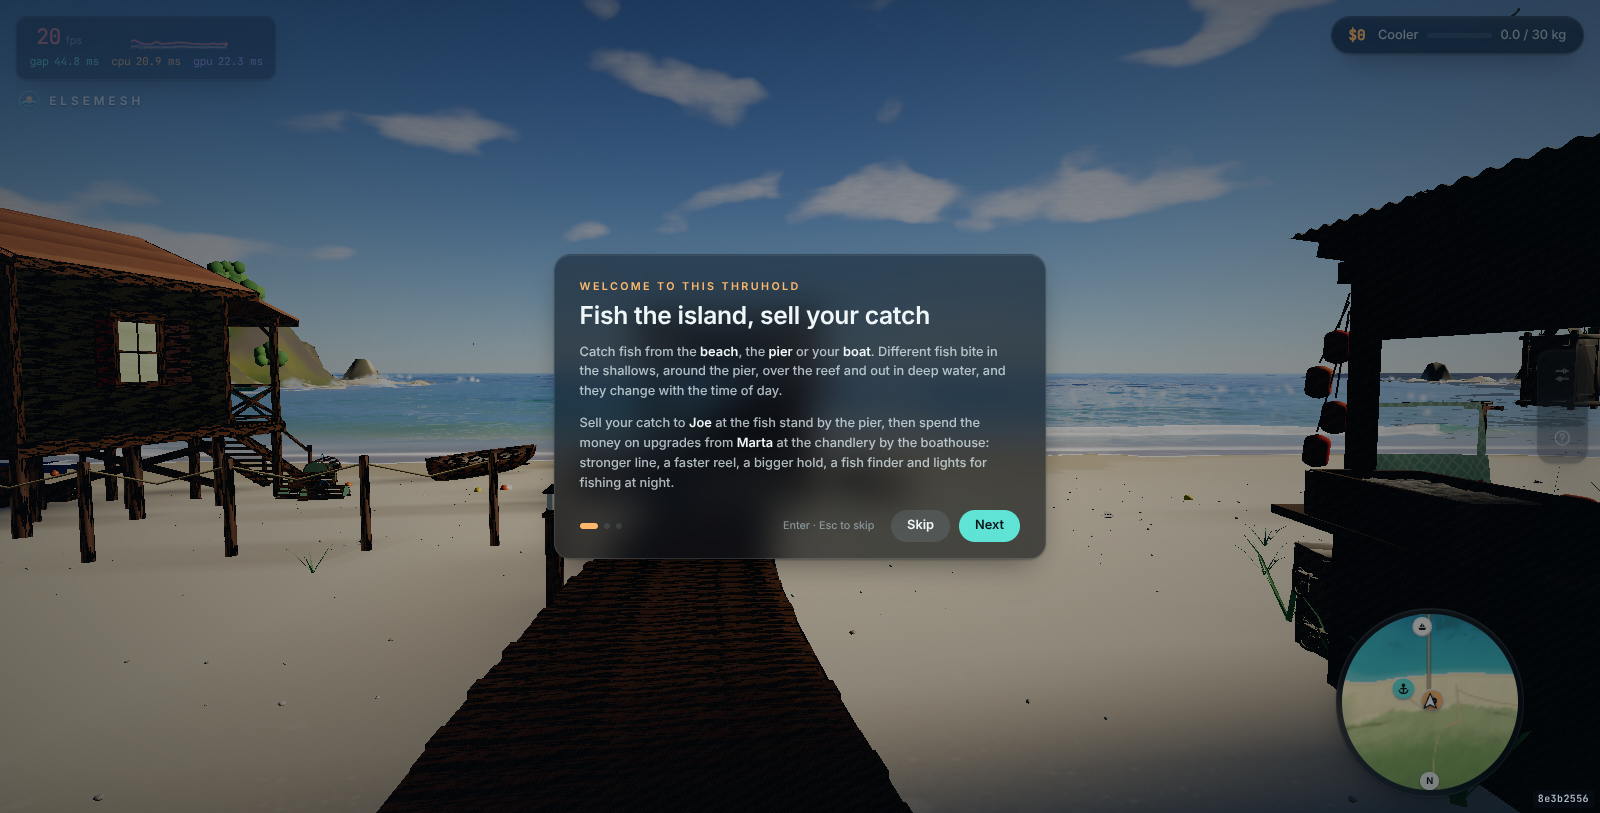 20 fps
gap 44.8 ms cpu 20.9 ms gpu 22.3 ms
ELSEMESH
$0 Cooler 0.0 / 30 kg
WELCOME TO THIS THRUHOLD
Fish the island, sell your catch
Catch fish from the beach, the pier or your boat. Different fish bite in
the shallows, around the pier, over the reef and out in deep water, and
they change with the time of day.
Sell your catch to Joe at the fish stand by the pier, then spend the
money on upgrades from Marta at the chandlery by the boathouse:
stronger line, a faster reel, a bigger hold, a fish finder and lights for
fishing at night.
Enter · Esc to skip
Skip
Next
N
8e3b2556